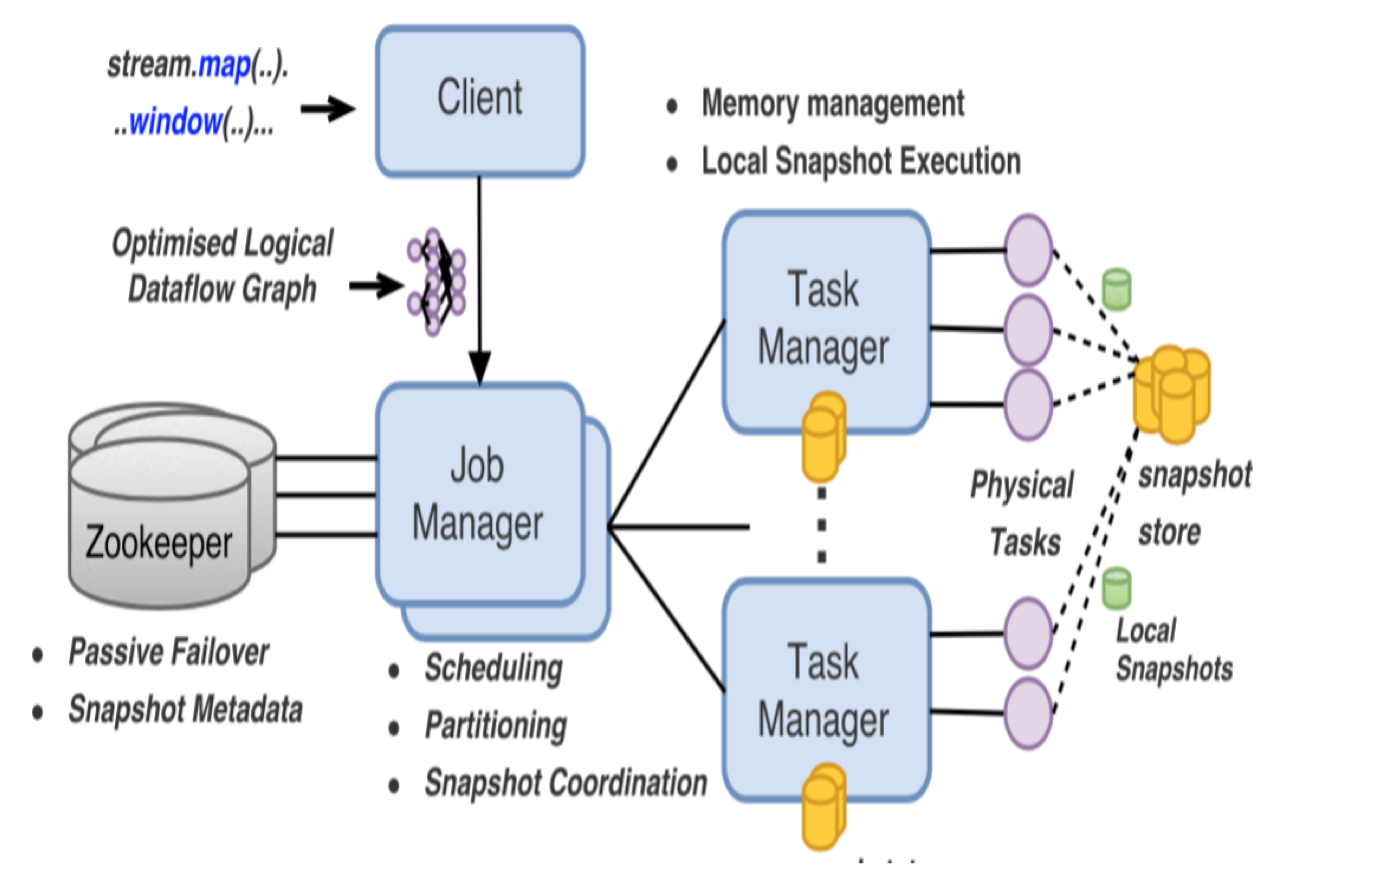 stream.map(..).
..window(..)...
Client
• Memory management
• Local Snapshot Execution
Optimised Logical
Dataflow Graph
Task
Manager
Zookeeper
Job
Manager
Physical
Tasks
snapshot
store
• Passive Failover
• Snapshot Metadata
• Scheduling
• Partitioning
• Snapshot Coordination
Task
Manager
Local
Snapshots